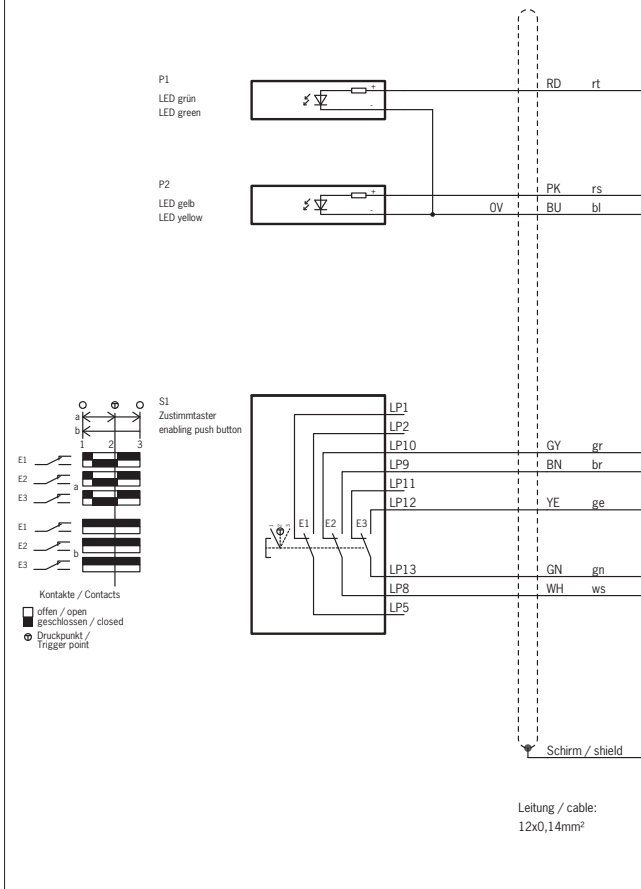 P1
LED grün
LED green
+
-
RD rt
P2
LED gelb
LED yellow
+
-
PK rs
0V BU bl
S1
Zustimmtaster
enabling push button
a
b
1 2 3
E1
E2
a
E3
E1
E2
b
E3
Kontakte / Contacts
offen / open
geschlossen / closed
Druckpunkt /
Trigger point
LP1
LP2
LP10 GY gr
LP9 BN br
LP11
LP12 YE ge
1 2 3
E1 E2 E3
LP13 GN gn
LP8 WH ws
LP5
Schirm / shield
Leitung / cable:
12x0,14mm²